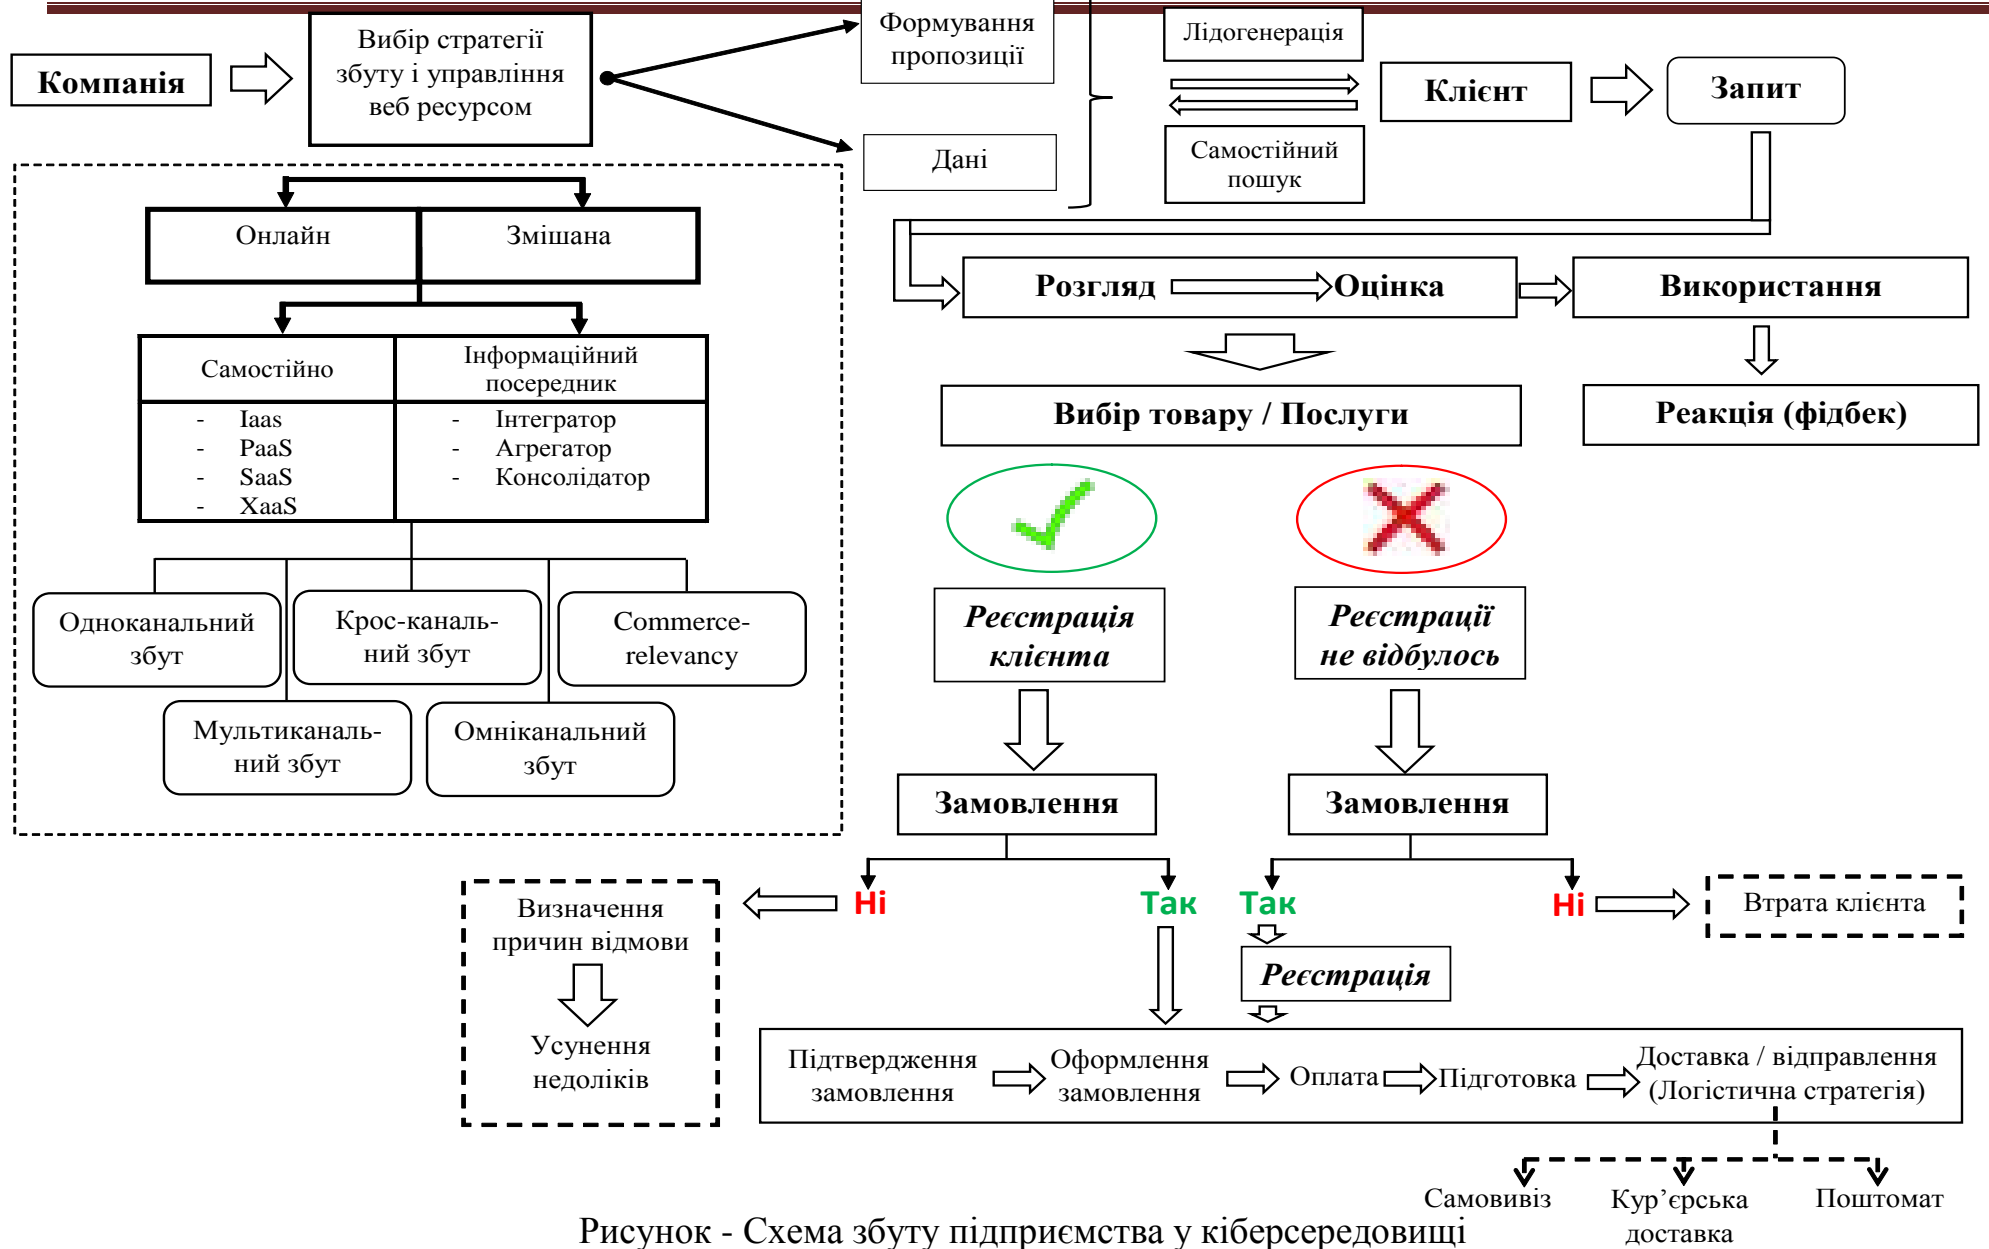 Компанія
Вибір стратегії
збуту і управління
веб ресурсом
Формування
пропозиції
Дані
Лідогенерація
Самостійний
пошук
Клієнт
Запит
Онлайн
Змішана
Самостійно
Інформаційний
посередник
- Iaas
- PaaS
- SaaS
- XaaS
- Інтегратор
- Агрегатор
- Консолідатор
Одноканальний
збут
Крос-каналь-
ний збут
Commerce-
relevancy
Мультиканаль-
ний збут
Омніканальний
збут
Розгляд
Оцінка
Використання
Вибір товару / Послуги
Реакція (фідбек)
Реєстрація
клієнта
Реєстрації
не відбулось
Замовлення
Замовлення
Ні
Так
Так
Ні
Визначення
причин відмови
Усунення
недоліків
Втрата клієнта
Реєстрація
Підтвердження
замовлення
Оформлення
замовлення
Оплата
Підготовка
Доставка / відправлення
(Логістична стратегія)
Самовивіз
Кур’єрська
доставка
Поштомат
Рисунок - Схема збуту підприємства у кіберсередовищі